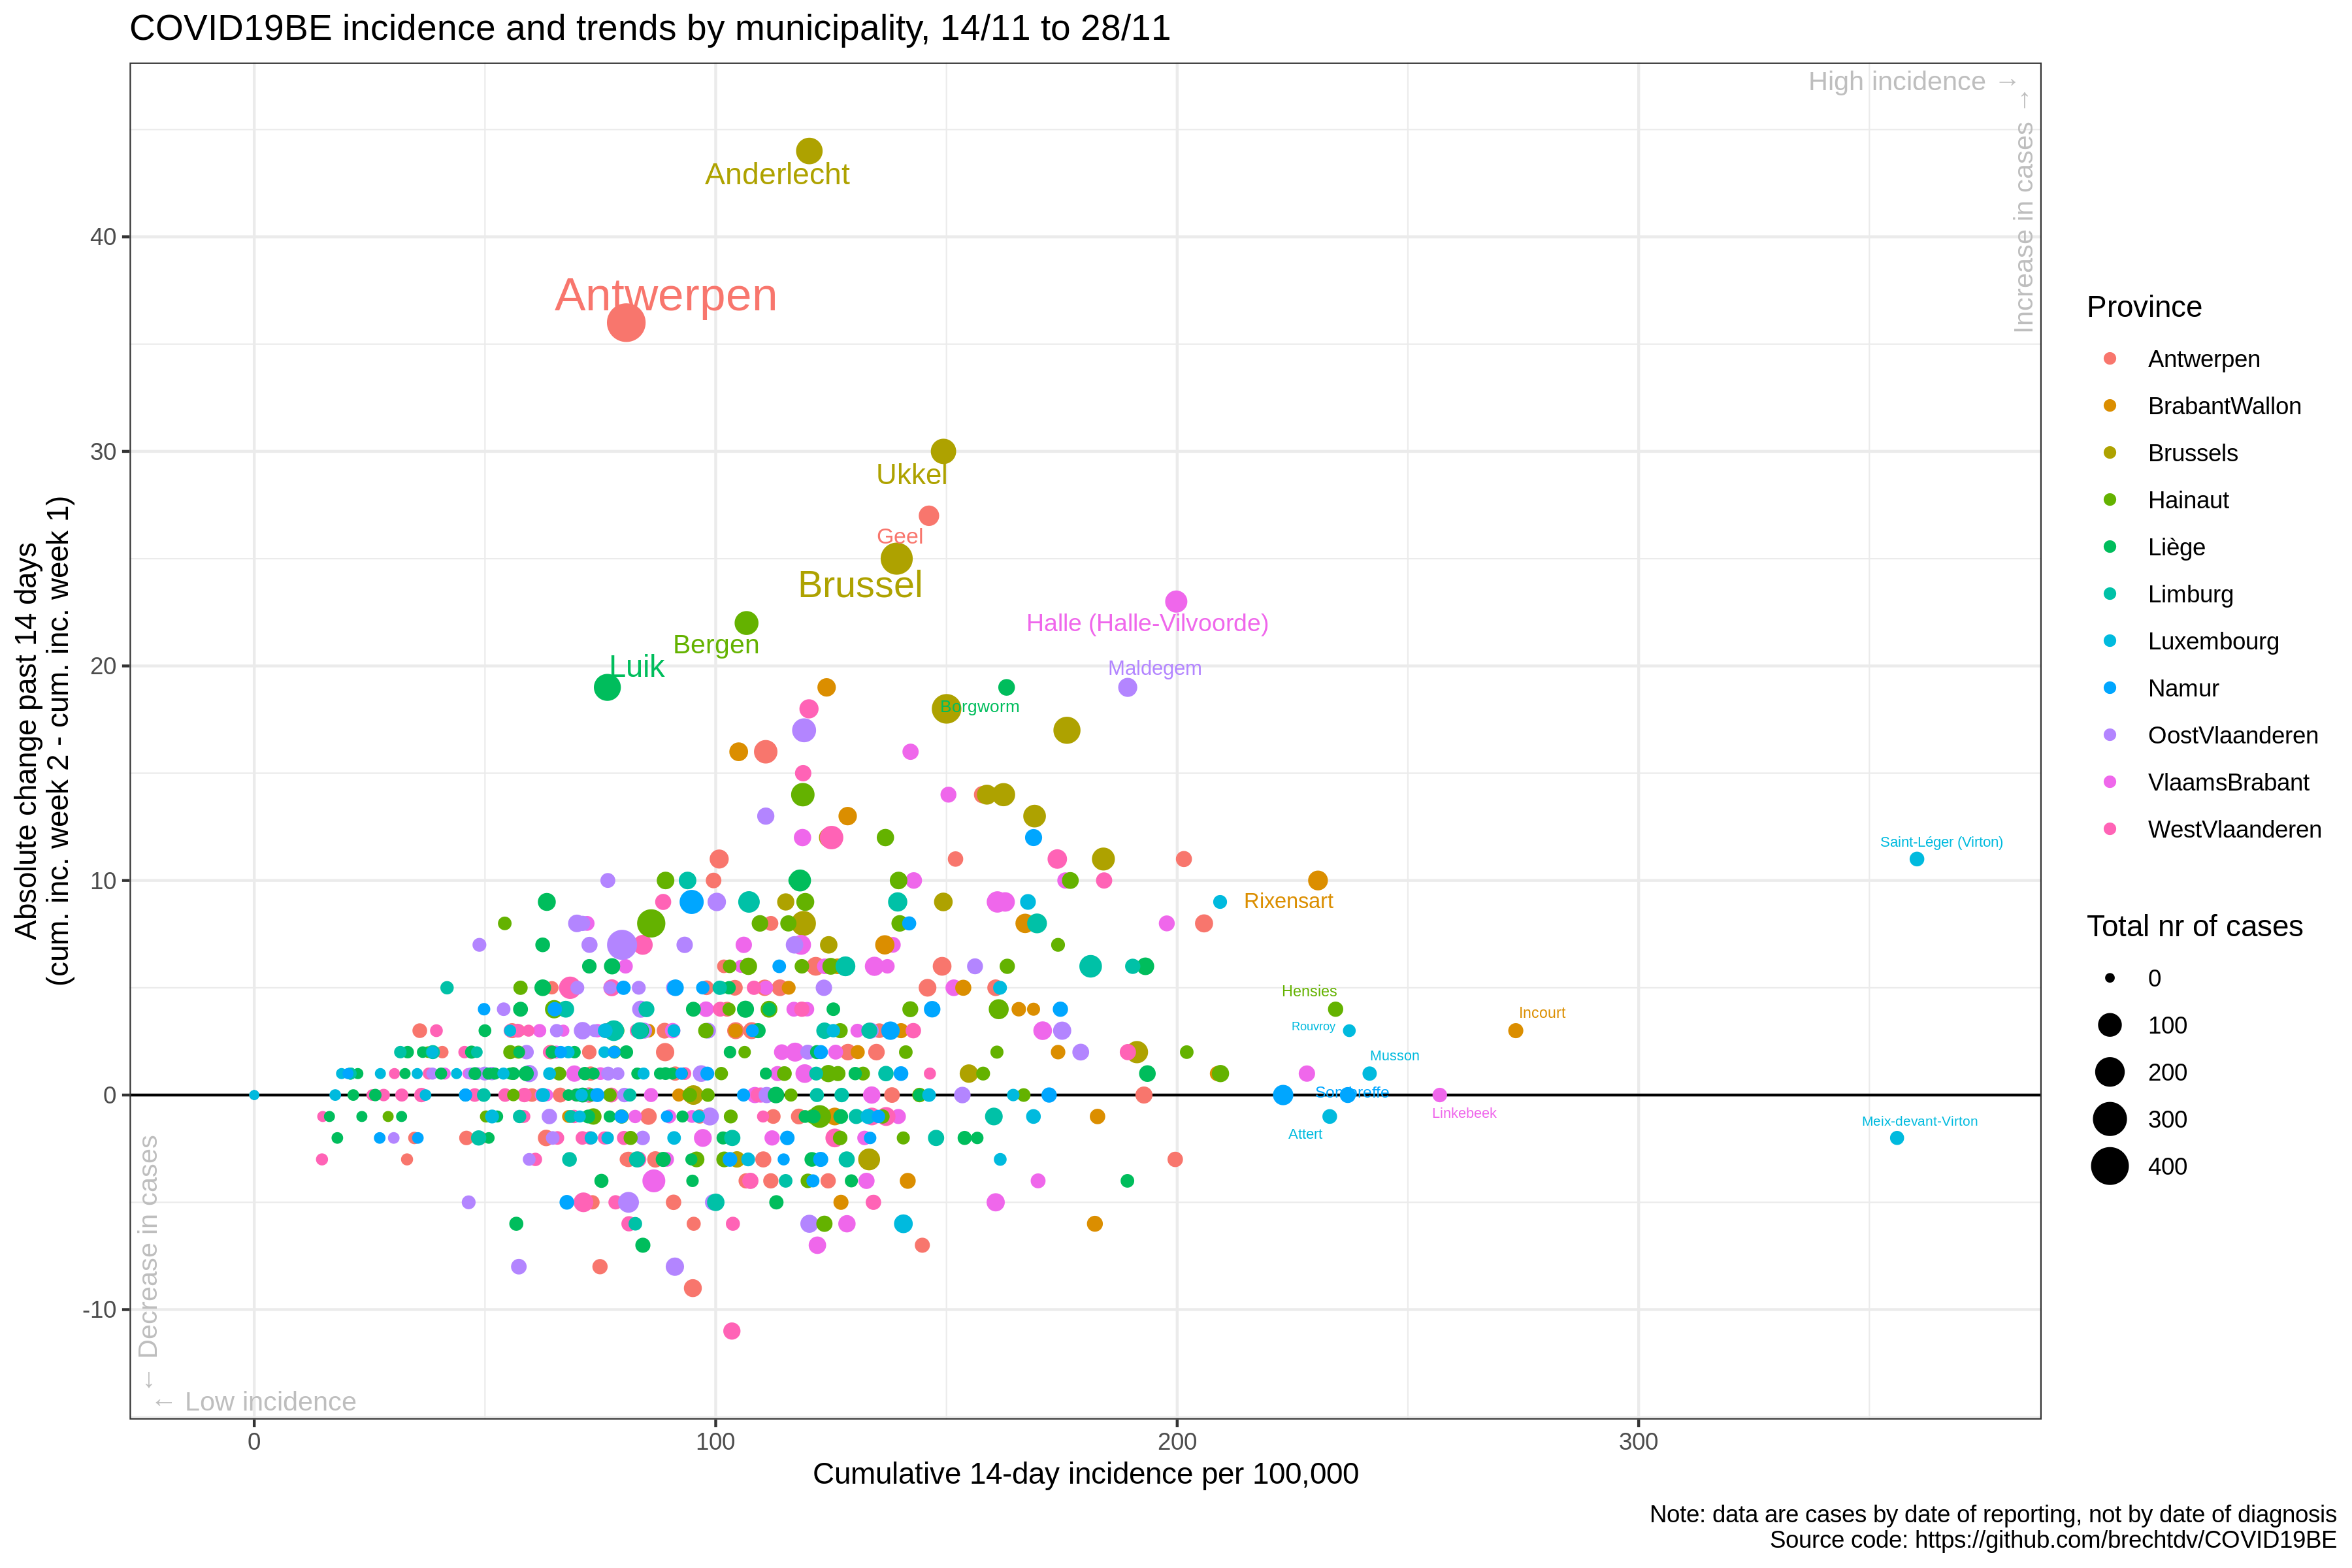 COVID19BE incidence and trends by municipality, 14/11 to 28/11
High incidence →
Increase in cases →
Anderlecht
Antwerpen
Ukkel
Geel
Brussel
Halle (Halle-Vilvoorde)
Bergen
Luik
Maldegem
Borgworm
Saint-Léger (Virton)
Rixensart
Hensies
Incourt
Rouvroy
Musson
Sombreffe
Linkebeek
Attert
Meix-devant-Virton
← Decrease in cases
← Low incidence
40
30
20
10
0
-10
0
100
200
300
Absolute change past 14 days
(cum. inc. week 2 - cum. inc. week 1)
Cumulative 14-day incidence per 100,000
Province
Antwerpen
BrabantWallon
Brussels
Hainaut
Liège
Limburg
Luxembourg
Namur
OostVlaanderen
VlaamsBrabant
WestVlaanderen
Total nr of cases
0
100
200
300
400
Note: data are cases by date of reporting, not by date of diagnosis
Source code: https://github.com/brechtdv/COVID19BE